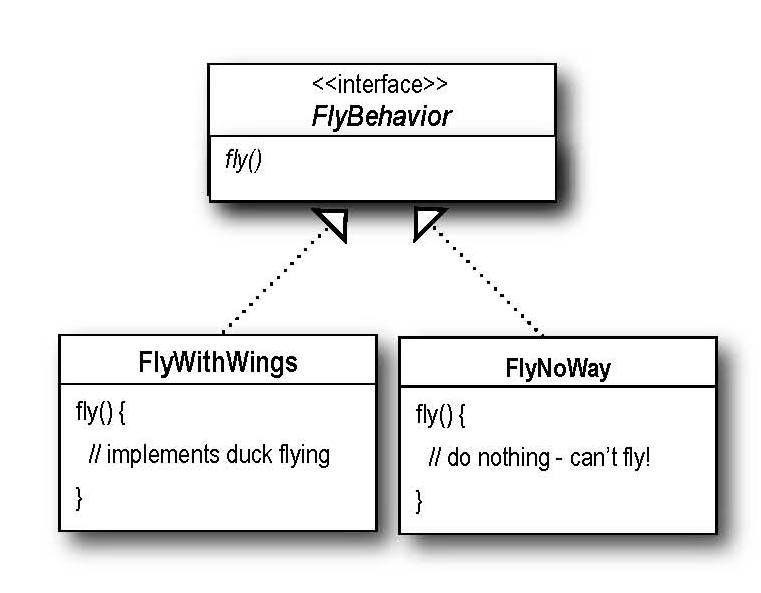 <<interface>>
FlyBehavior
fly()
FlyWithWings
fly() {
// implements duck flying
}
FlyNoWay
fly() {
// do nothing - can't fly!
}